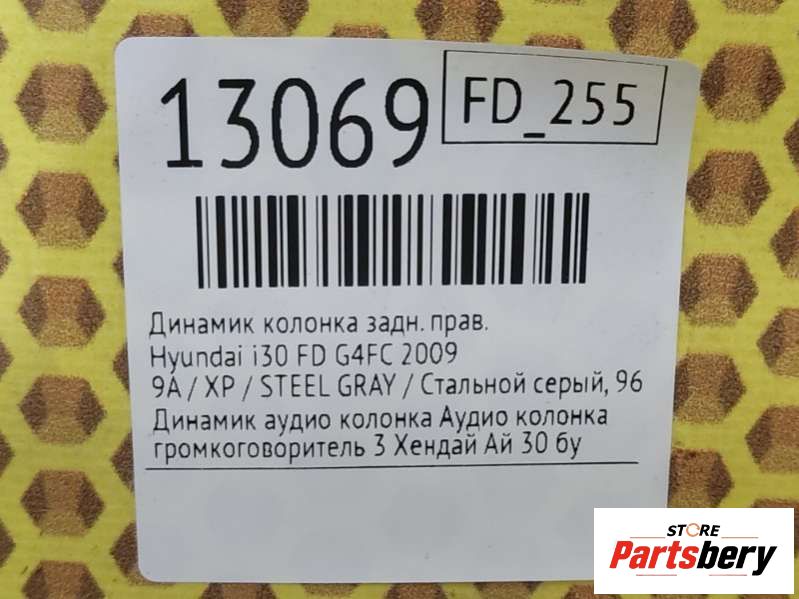 13069
FD_255
Динамик колонка задн. прав.
Hyundai i30 FD G4FC 2009
9A / XP / STEEL GRAY / Стальной серый, 96
Динамик аудио колонка Аудио колонка
громкоговоритель 3 Хендай Ай 30 бу
STORE
Partsbery